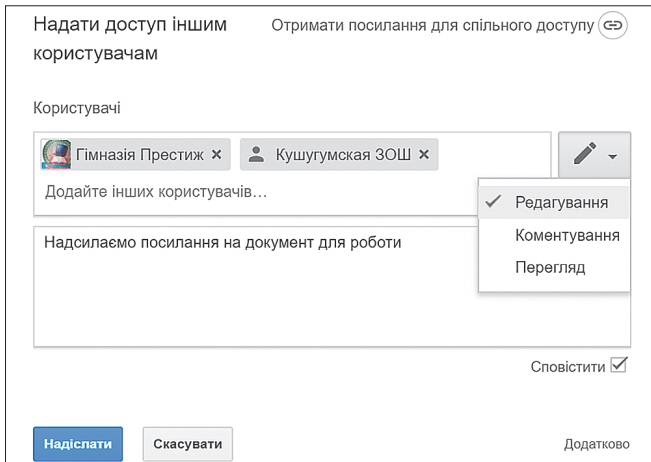 Надати доступ іншим
користувачам
Отримати посилання для спільного доступу
Користувачі
Гімназія Престиж × Кушугумская ЗОШ ×
Додайте інших користувачів…
Редагування
Коментування
Перегляд
Надсилаємо посилання на документ для роботи
Сповістити
Надіслати Скасувати Додатково